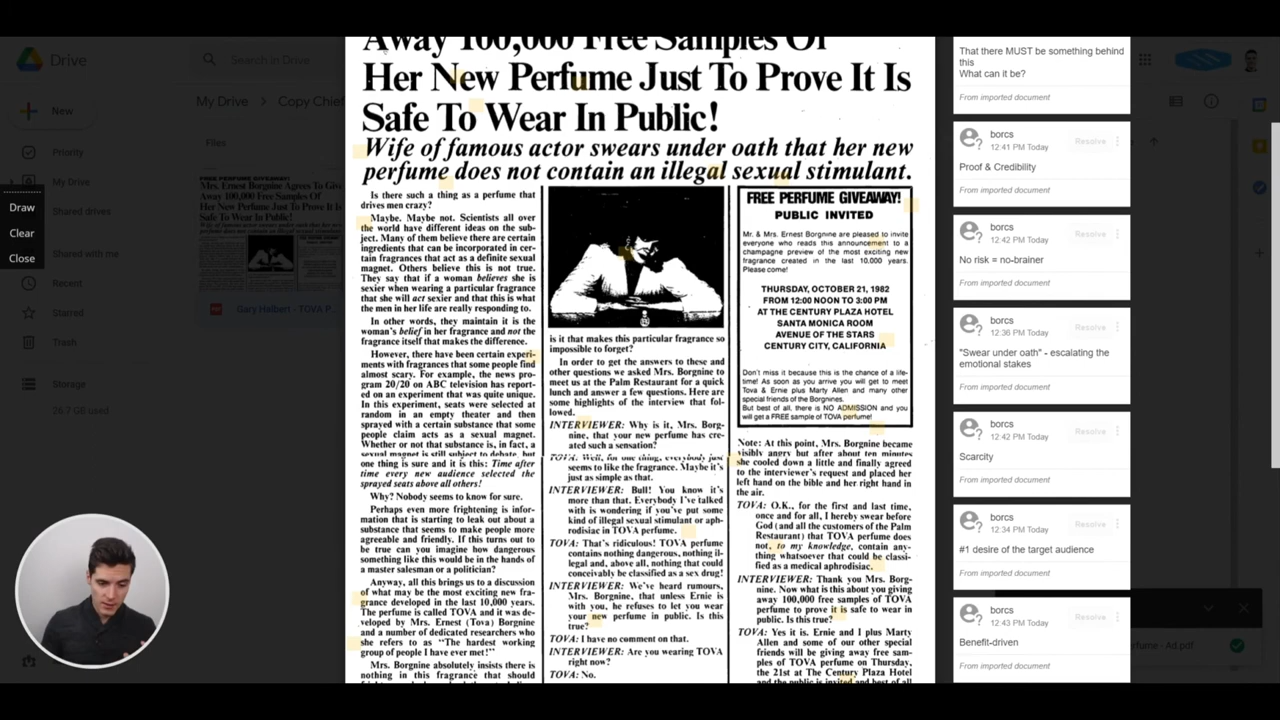 Away 100,000 Free Samples Of
Her New Perfume Just To Prove It Is
Safe To Wear In Public!
Wife of famous actor swears under oath that her new
perfume does not contain an illegal sexual stimulant.
Is there such a thing as a perfume that
drives men crazy?
Maybe. Maybe not. Scientists all over
the world have different ideas on the sub-
ject. Many of them believe there are certain
ingredients that can be incorporated in cer-
tain fragrances that act as a definite sexual
magnet. Others believe this is not true.
They say that if a woman believes she is
sexier when wearing a particular fragrance
that she will act sexier and that this is what
the men in her life are really responding to.
In other words, they maintain it is the
woman's belief in her fragrance and not the
fragrance itself that makes the difference.
However, there have been certain experi-
ments with fragrances that some people find
almost scary. For example, the news pro-
gram 20/20 on ABC television has report-
ed on an experiment that was quite unique.
In this experiment, seats were selected at
random in an empty theater and then
sprayed with a certain substance that some
people claim acts as a sexual magnet.
Whether or not that substance is, in fact, a
sexual magnet is still subject to debate, but
one thing is sure and it is this: Time after
time every new audience selected the
sprayed seats above all others!
Why? Nobody seems to know for sure.
Perhaps even more frightening is infor-
mation that is starting to leak out about a
substance that seems to make people more
agreeable and friendly. If this turns out to
be true can you imagine how dangerous
something like this would be in the hands of
a master salesman or a politician?
Anyway, all this brings us to a discussion
of what may be the most exciting new fra-
grance developed in the last 10,000 years.
The perfume is called TOVA and it was de-
veloped by Mrs. Ernest (Tova) Borgnine
and a number of dedicated researchers who
she refers to as "The hardest working
group of people I have ever met!"
Mrs. Borgnine absolutely insists there is
nothing in this fragrance that should
is it that makes this particular fragrance so
impossible to forget?
In order to get the answers to these and
other questions we asked Mrs. Borgnine to
meet us at the Palm Restaurant for a quick
lunch and answer a few questions. Here are
some highlights of the interview that fol-
lowed.
INTERVIEWER: Why is it, Mrs. Borg-
nine, that your new perfume has cre-
ated such a sensation?
TOVA: Well, for one thing, everybody just
seems to like the fragrance. Maybe it's
just as simple as that.
INTERVIEWER: Bull! You know it's
more than that. Everybody I've talked
with is wondering if you've put some
kind of illegal sexual stimulant or aph-
rodisiac in TOVA perfume.
TOVA: That's ridiculous! TOVA perfume
contains nothing dangerous, nothing il-
legal and, above all, nothing that could
conceivably be classified as a sex drug!
INTERVIEWER: We've heard rumours,
Mrs. Borgnine, that unless Ernie is
with you, he refuses to let you wear
your new perfume in public. Is this
true?
TOVA: I have no comment on that.
INTERVIEWER: Are you wearing TOVA
right now?
TOVA: No.
FREE PERFUME GIVEAWAY!
PUBLIC INVITED
Mr. & Mrs. Ernest Borgnine are pleased to invite
everyone who reads this announcement to a
champagne preview of the most exciting new
fragrance created in the last 10,000 years.
Please come!
THURSDAY, OCTOBER 21, 1982
FROM 12:00 NOON TO 3:00 PM
AT THE CENTURY PLAZA HOTEL
SANTA MONICA ROOM
AVENUE OF THE STARS
CENTURY CITY, CALIFORNIA
Don't miss it because this is the chance of a life-
time! As soon as you arrive you will get to meet
Tova & Ernie plus Marty Allen and many other
special friends of the Borgnines.
But best of all, there is NO ADMISSION and you
will get a FREE sample of TOVA perfume!
Note: At this point, Mrs. Borgnine became
visibly angry but after about ten minutes
she cooled down a little and finally agreed
to the interviewer's request and placed her
left hand on the bible and her right hand in
the air.
TOVA: O.K., for the first and last time,
once and for all, I hereby swear before
God (and all the customers of the Palm
Restaurant) that TOVA perfume does
not, to my knowledge, contain any-
thing whatsoever that could be classi-
fied as a medical aphrodisiac.
INTERVIEWER: Thank you Mrs. Borg-
nine. Now what is this about you giving
away 100,000 free samples of TOVA
perfume to prove it is safe to wear in
public. Is this true?
TOVA: Yes it is. Ernie and I plus Marty
Allen and some of our other special
friends will be giving away free sam-
ples of TOVA perfume on Thursday,
the 21st at The Century Plaza Hotel
and the public is invited and best of all
That there MUST be something behind
this
What can it be?
From imported document
borcs
12:41 PM Today
Resolve
Proof & Credibility
From imported document
borcs
12:42 PM Today
Resolve
No risk = no-brainer
From imported document
borcs
12:36 PM Today
Resolve
"Swear under oath" - escalating the
emotional stakes
From imported document
borcs
12:42 PM Today
Resolve
Scarcity
From imported document
borcs
12:34 PM Today
Resolve
#1 desire of the target audience
From imported document
borcs
12:43 PM Today
Resolve
Benefit-driven
From imported document
Drive
Search in Drive
New
My Drive > Copy Chief
Priority
Files
My Drive
Shared drives
Shared with me
Recent
Starred
Trash
Storage
26.7 GB used
Gary Halbert - TOVA P...
Draw
Clear
Close
rfume - Ad.pdf